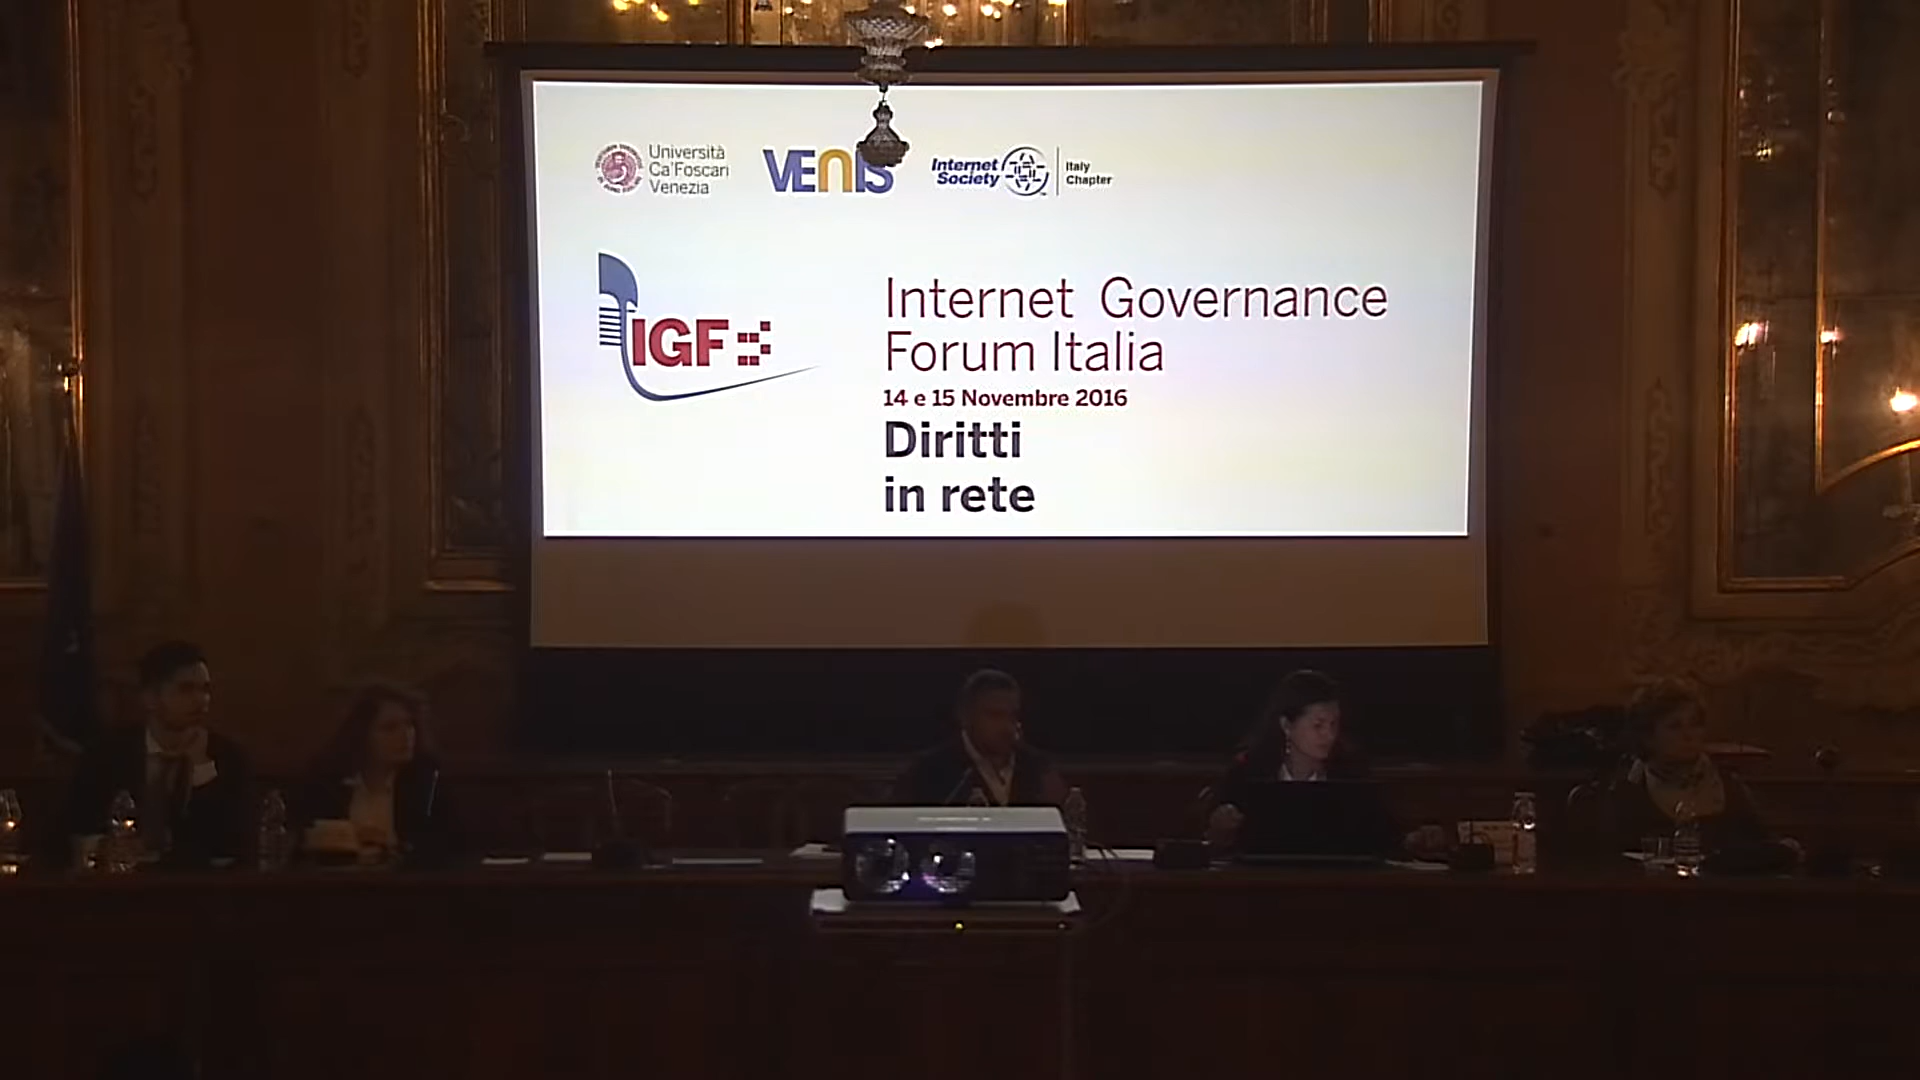 Università
Ca'Foscari
Venezia
VENIS
Internet
Society
Italy
Chapter
IGF
Internet Governance
Forum Italia
14 e 15 Novembre 2016
Diritti
in rete